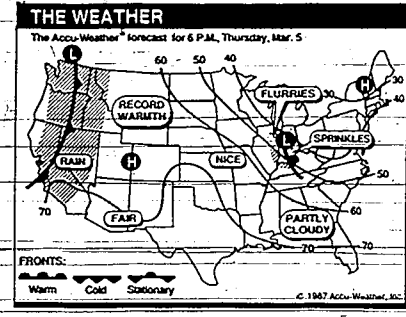 THE WEATHER
The Accu-Weather® forecast for 6 P.M., Thursday, Mar. 5
L
60 50 40
H
30
40
FLURRIES
30
RECORD
WARMTH
L
SPRINKLES
RAIN
H
NICE
50
70
FAIR
60
PARTLY
CLOUDY
70
70
FRONTS:
Warm Cold Stationary
© 1987 Accu-Weather, Inc.